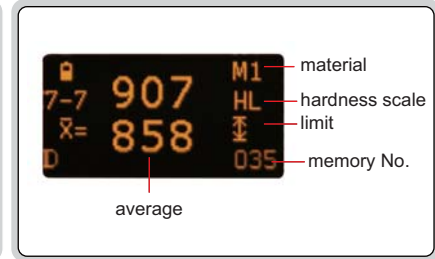 M1 material
7-7 907 HL hardness scale
X̄= 858 limit
D 035 memory No.
average